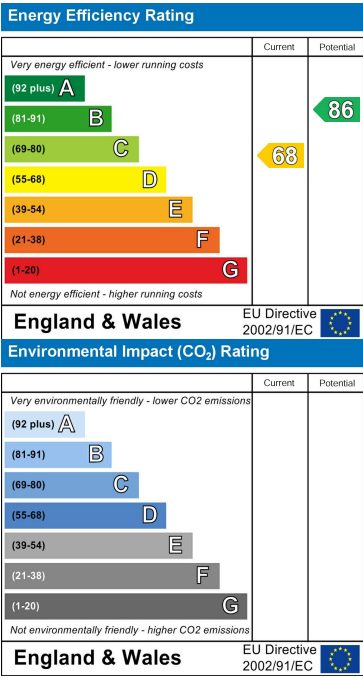 Energy Efficiency Rating
Current Potential
Very energy efficient - lower running costs
(92 plus) A
(81-91) B
(69-80) C
(55-68) D
(39-54) E
(21-38) F
(1-20) G
68
86
Not energy efficient - higher running costs
England & Wales
EU Directive
2002/91/EC
Environmental Impact (CO₂) Rating
Current Potential
Very environmentally friendly - lower CO2 emissions
(92 plus) A
(81-91) B
(69-80) C
(55-68) D
(39-54) E
(21-38) F
(1-20) G
Not environmentally friendly - higher CO2 emissions
England & Wales
EU Directive
2002/91/EC